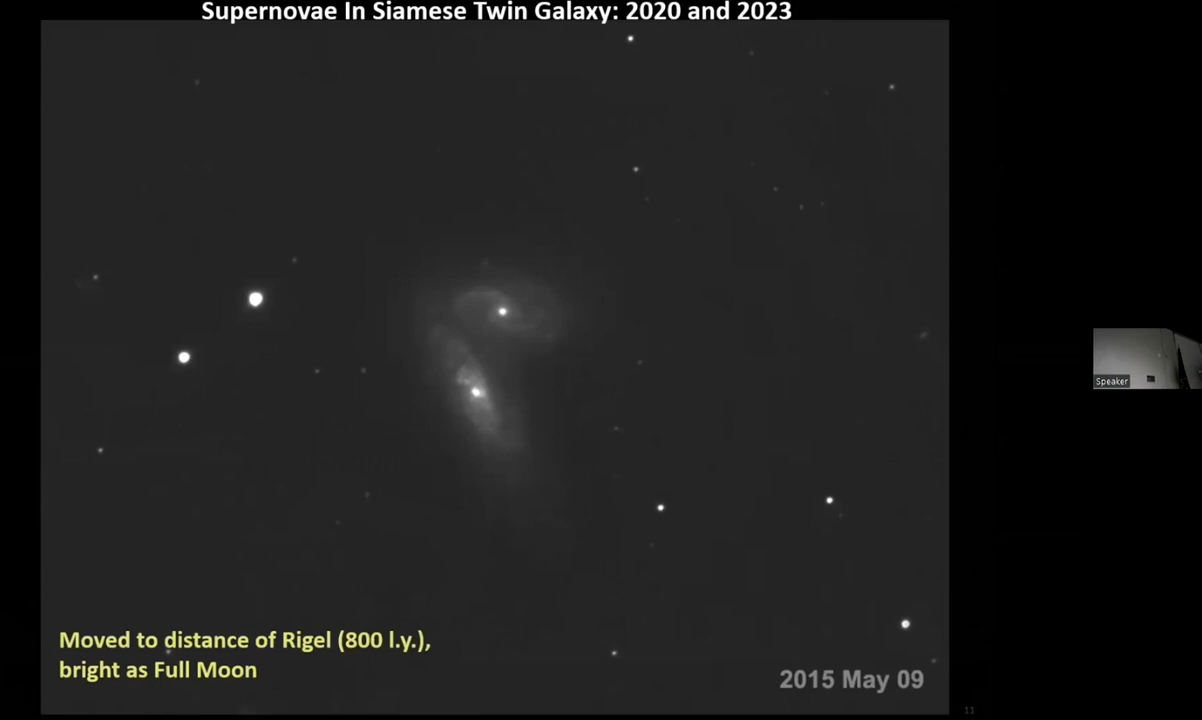 Supernovae In Siamese Twin Galaxy: 2020 and 2023
Speaker
Moved to distance of Rigel (800 l.y.),
bright as Full Moon
2015 May 09
11